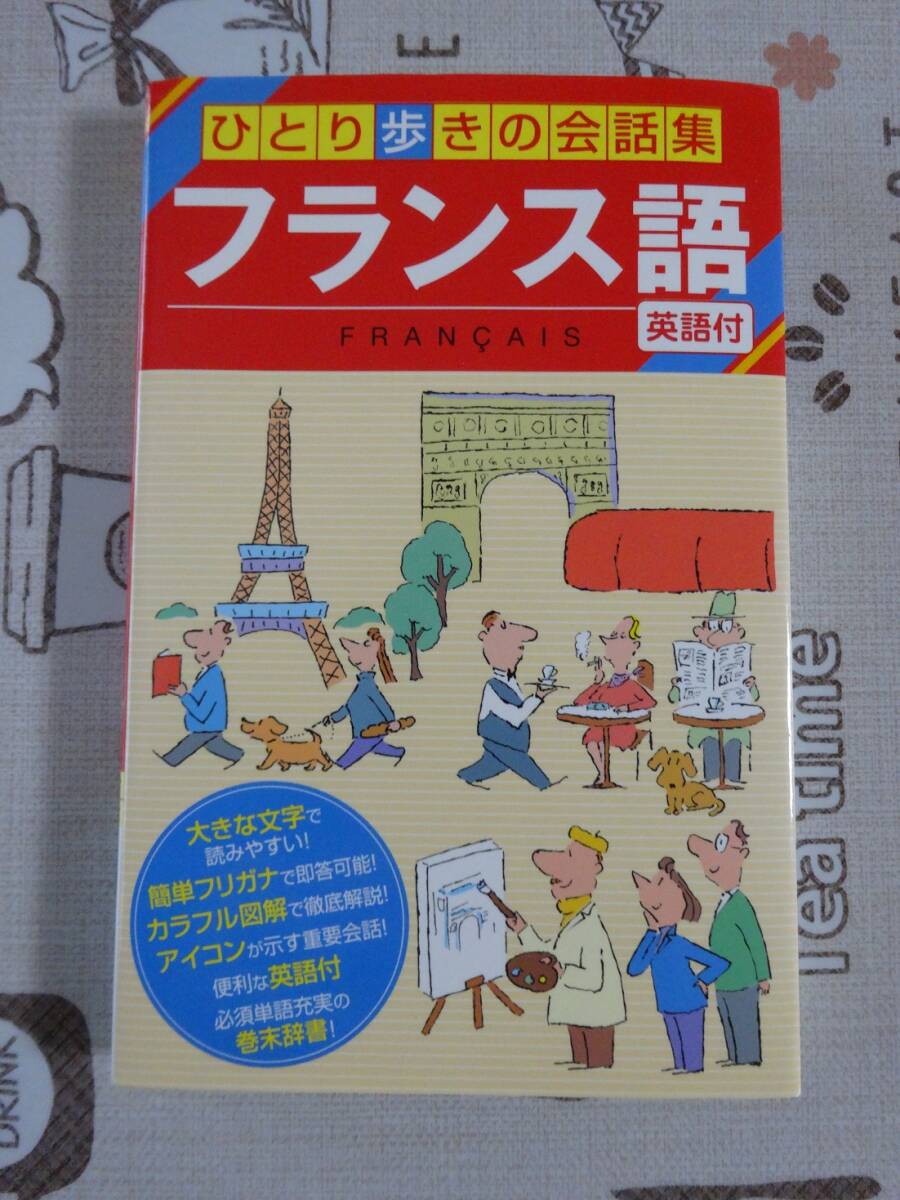 ひとり歩きの会話集
フランス語
FRANÇAIS
英語付
大きな文字で
読みやすい!
簡単フリガナで即答可能!
カラフル図解で徹底解説!
アイコンが示す重要会話!
便利な英語付
必須単語充実の
巻末辞書!
Tea time
DRINK